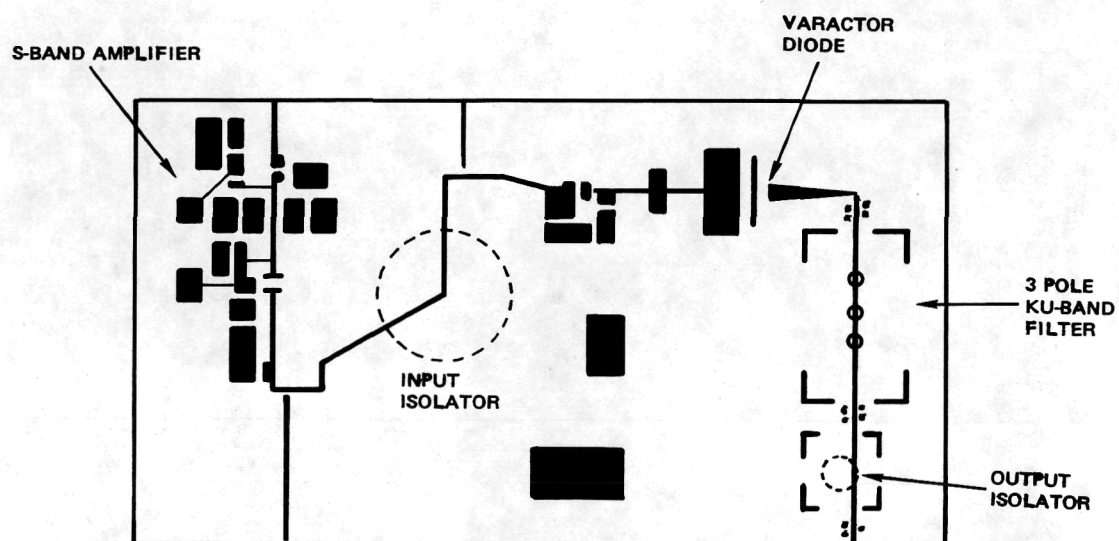 VARACTOR
DIODE
S-BAND AMPLIFIER
3 POLE
KU-BAND
FILTER
INPUT
ISOLATOR
OUTPUT
ISOLATOR